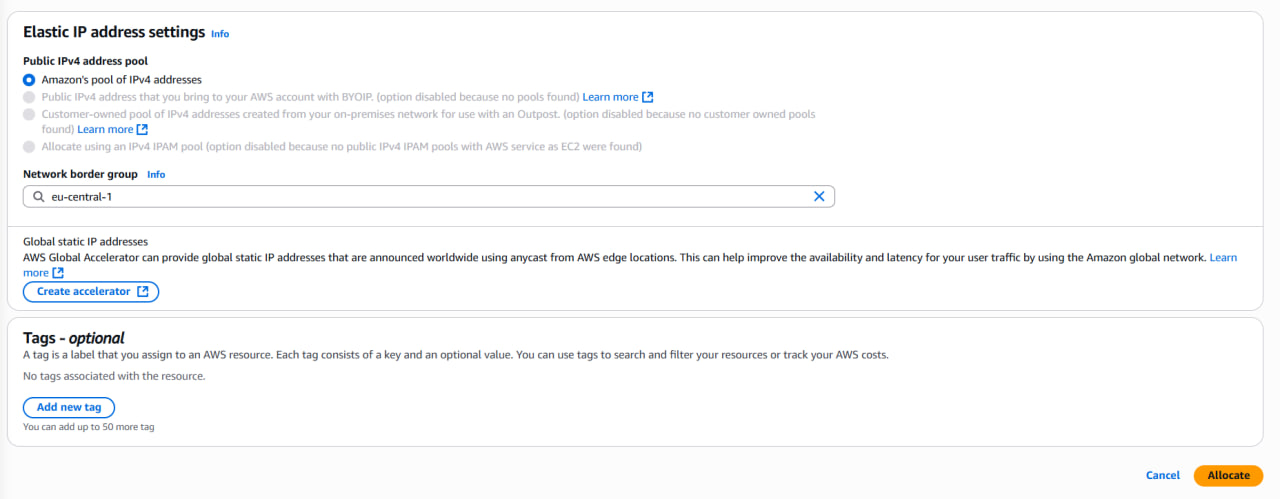 Elastic IP address settings Info
Public IPv4 address pool
Amazon's pool of IPv4 addresses
Public IPv4 address that you bring to your AWS account with BYOIP. (option disabled because no pools found) Learn more
Customer-owned pool of IPv4 addresses created from your on-premises network for use with an Outpost. (option disabled because no customer owned pools
found) Learn more
Allocate using an IPv4 IPAM pool (option disabled because no public IPv4 IPAM pools with AWS service as EC2 were found)
Network border group Info
eu-central-1
Global static IP addresses
AWS Global Accelerator can provide global static IP addresses that are announced worldwide using anycast from AWS edge locations. This can help improve the availability and latency for your user traffic by using the Amazon global network. Learn
more
Create accelerator
Tags - optional
A tag is a label that you assign to an AWS resource. Each tag consists of a key and an optional value. You can use tags to search and filter your resources or track your AWS costs.
No tags associated with the resource.
Add new tag
You can add up to 50 more tag
Cancel Allocate